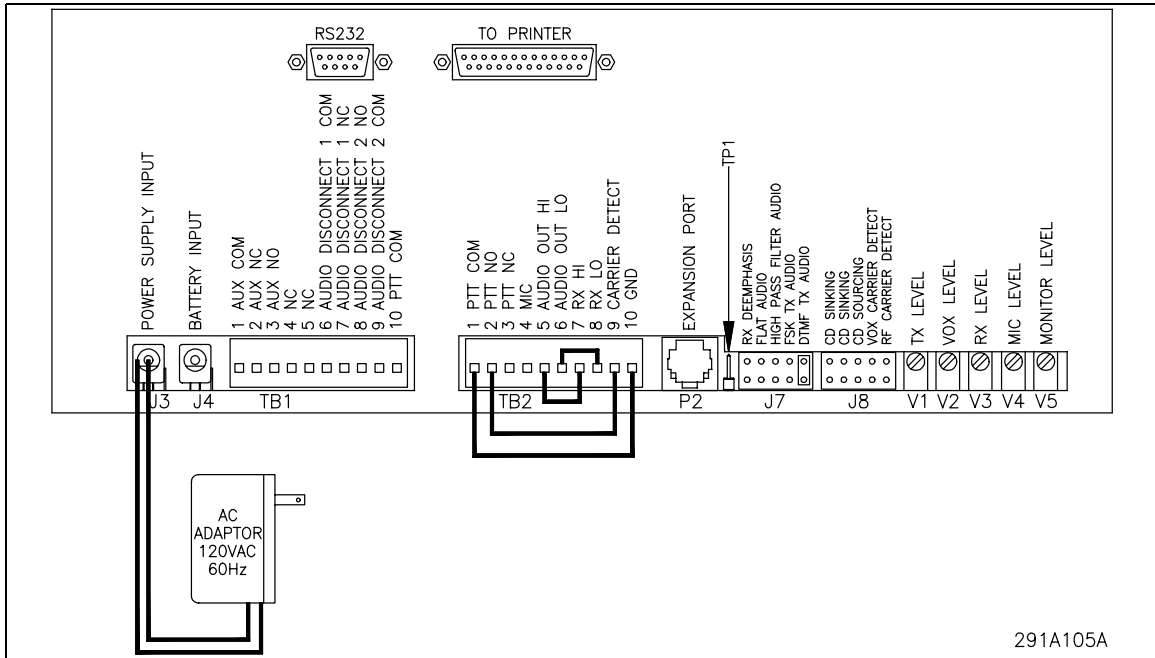 RS232
TO PRINTER
POWER SUPPLY INPUT
BATTERY INPUT
1 AUX COM
2 AUX NC
3 AUX NO
4 NC
5 NC
6 AUDIO DISCONNECT 1 COM
7 AUDIO DISCONNECT 1 NC
8 AUDIO DISCONNECT 2 NO
9 AUDIO DISCONNECT 2 COM
10 PTT COM
1 PTT COM
2 PTT NO
3 PTT NC
4 MIC
5 AUDIO OUT HI
6 AUDIO OUT LO
7 RX HI
8 RX LO
9 CARRIER DETECT
10 GND
EXPANSION PORT
TP1
RX DEEMPHASIS
FLAT AUDIO
HIGH PASS FILTER AUDIO
FSK TX AUDIO
DTMF TX AUDIO
CD SINKING
CD SINKING
CD SOURCING
VOX CARRIER DETECT
RF CARRIER DETECT
TX LEVEL
VOX LEVEL
RX LEVEL
MIC LEVEL
MONITOR LEVEL
J3
J4
TB1
TB2
P2
J7
J8
V1
V2
V3
V4
V5
AC
ADAPTOR
120VAC
60Hz
291A105A